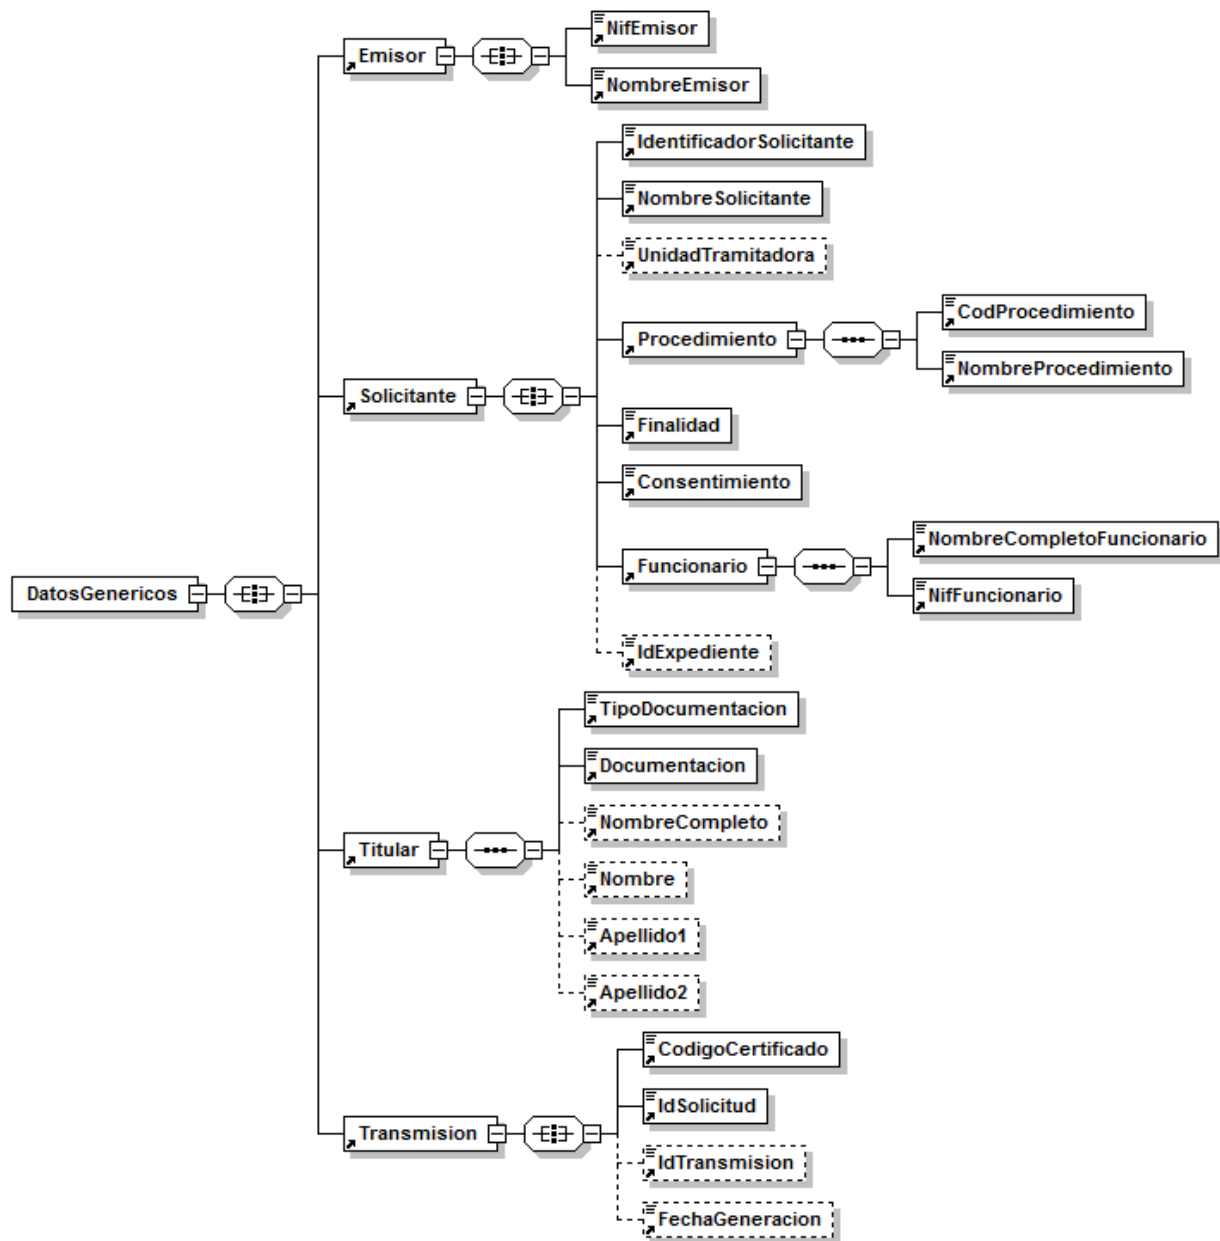 NifEmisor
Emisor
NombreEmisor
IdentificadorSolicitante
NombreSolicitante
UnidadTramitadora
CodProcedimiento
Procedimiento
NombreProcedimiento
Solicitante
Finalidad
Consentimiento
NombreCompletoFuncionario
Funcionario
DatosGenericos
NifFuncionario
IdExpediente
TipoDocumentacion
Documentacion
NombreCompleto
Titular
Nombre
Apellido1
Apellido2
CodigoCertificado
IdSolicitud
Transmision
IdTransmision
FechaGeneracion